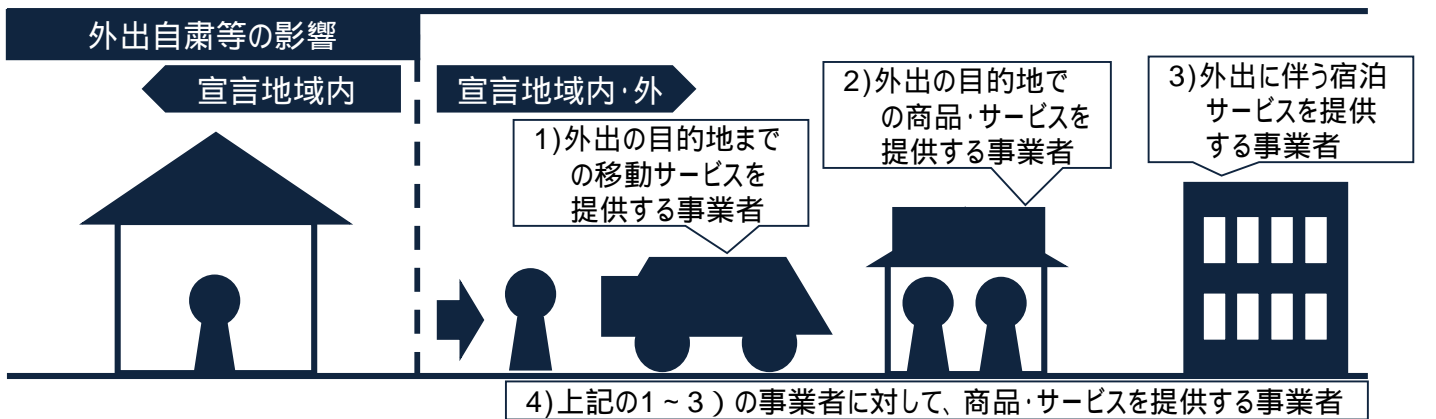 外出自粛等の影響
宣言地域内
宣言地域内・外
1)外出の目的地まで
の移動サービスを
提供する事業者
2)外出の目的地で
の商品・サービスを
提供する事業者
3)外出に伴う宿泊
サービスを提供
する事業者
4)上記の1~3）の事業者に対して、商品・サービスを提供する事業者